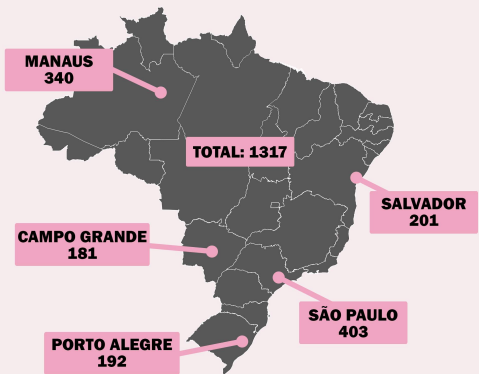 MANAUS
340
TOTAL: 1317
SALVADOR
201
CAMPO GRANDE
181
SÃO PAULO
403
PORTO ALEGRE
192